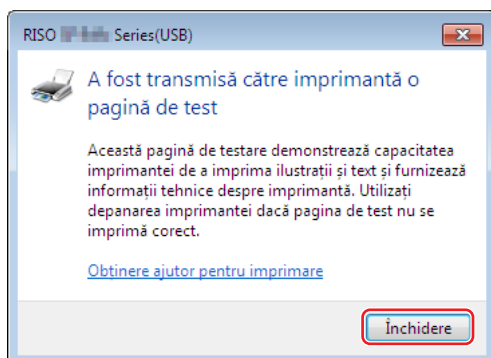 RISO Series(USB)
A fost transmisă către imprimantă o
pagină de test
Această pagină de testare demonstrează capacitatea
imprimantei de a imprima ilustrații și text și furnizează
informații tehnice despre imprimantă. Utilizați
depanarea imprimantei dacă pagina de test nu se
imprimă corect.
Obținere ajutor pentru imprimare
Închidere